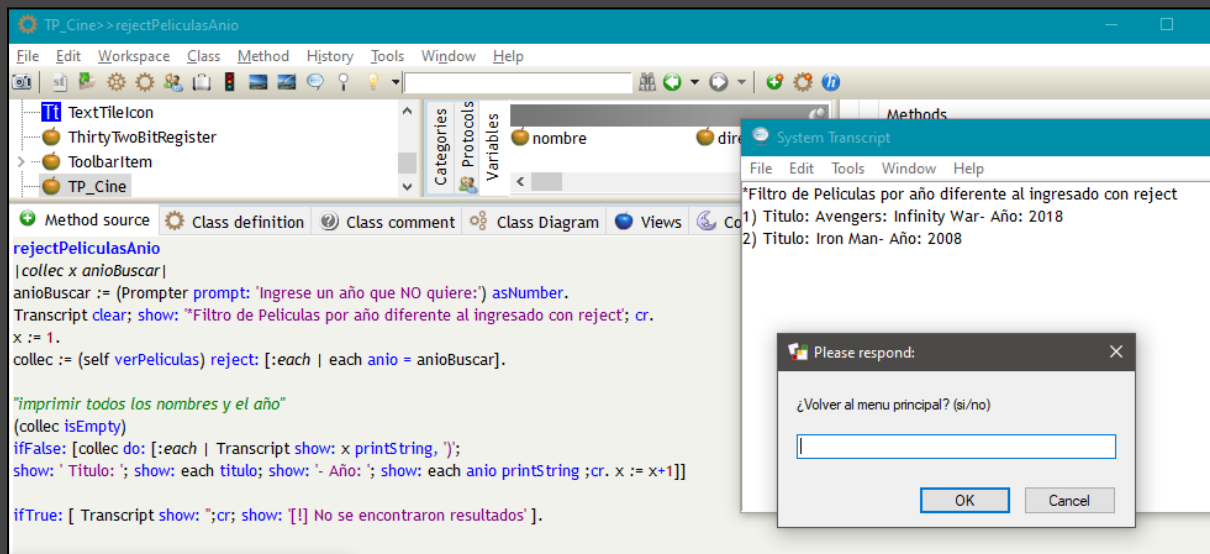 TP_Cine>>rejectPeliculasAnio
File Edit Workspace Class Method History Tools Window Help
Tt TextTileIcon
ThirtyTwoBitRegister
ToolbarItem
TP_Cine
Categories
Protocols
Variables
nombre
Methods
Method source Class definition Class comment Class Diagram Views
rejectPeliculasAnio
|collec x anioBuscar|
anioBuscar := (Prompter prompt: 'Ingrese un año que NO quiere:') asNumber.
Transcript clear; show: '*Filtro de Peliculas por año diferente al ingresado con reject'; cr.
x := 1.
collec := (self verPeliculas) reject: [:each | each anio = anioBuscar].
"imprimir todos los nombres y el año"
(collec isEmpty)
ifFalse: [collec do: [:each | Transcript show: x printString, ')';
show: ' Titulo: '; show: each titulo; show: '- Año: '; show: each anio printString ;cr. x := x+1]]
ifTrue: [ Transcript show: '';cr; show: '[!] No se encontraron resultados' ].
System Transcript
File Edit Tools Window Help
*Filtro de Peliculas por año diferente al ingresado con reject
1) Titulo: Avengers: Infinity War- Año: 2018
2) Titulo: Iron Man- Año: 2008
Please respond:
¿Volver al menu principal? (si/no)
OK Cancel